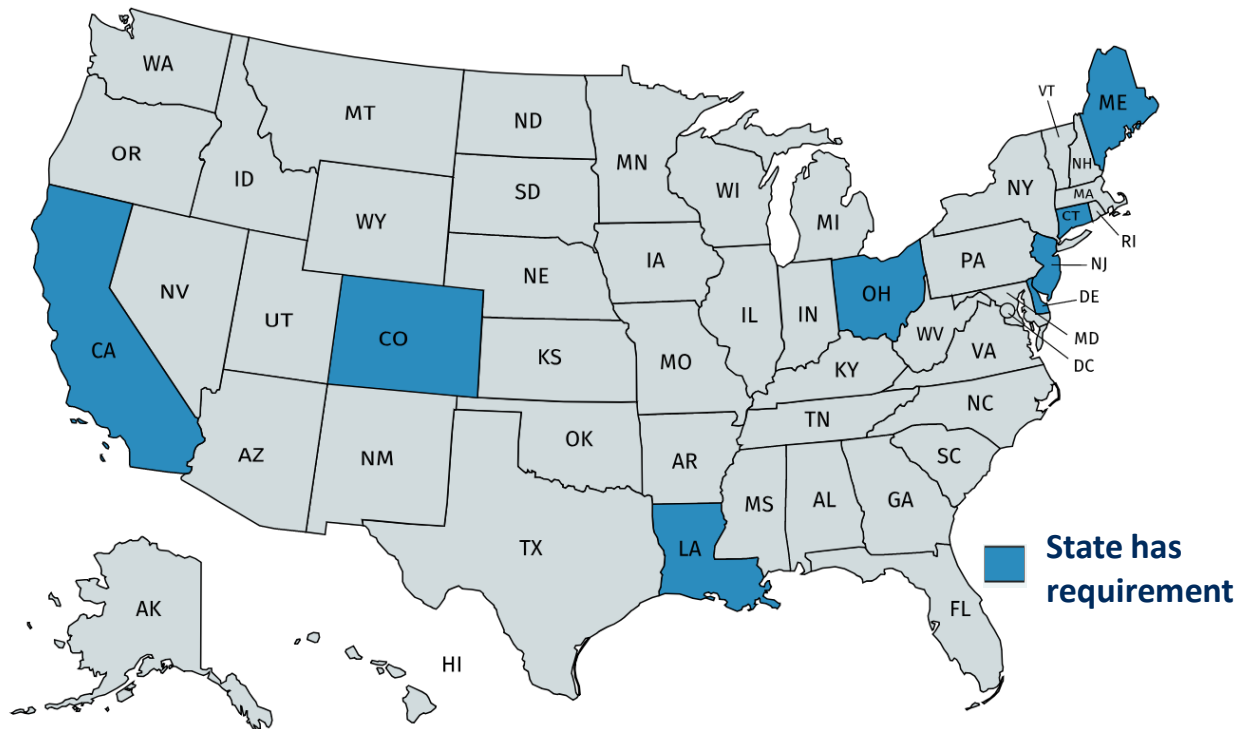 WA
MT
ND
MN
VT
ME
OR
ID
SD
WI
NH
NY
MA
WY
MI
CT
RI
IA
PA
NJ
NE
NV
OH
DE
UT
IL
IN
CO
WV
MD
CA
KS
MO
VA
DC
KY
NC
TN
OK
AZ
NM
AR
SC
MS
AL
GA
TX
LA
State has
requirement
AK
FL
HI